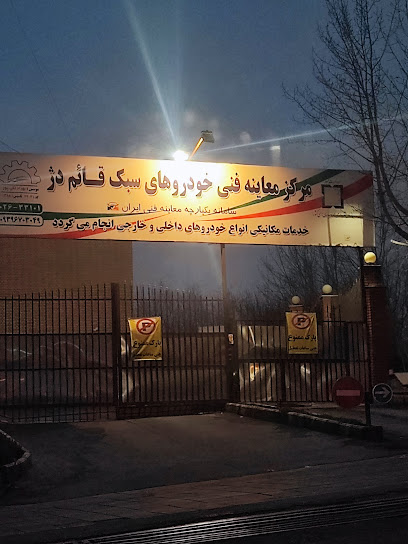 مرکز معاینه فنی خودروهای سبک قائم دژ
سامانه یکپارچه معاینه فنی ایران
خدمات مکانیکی انواع خودروهای داخلی و خارجی انجام می گردد
پارک ممنوع
پارک ممنوع